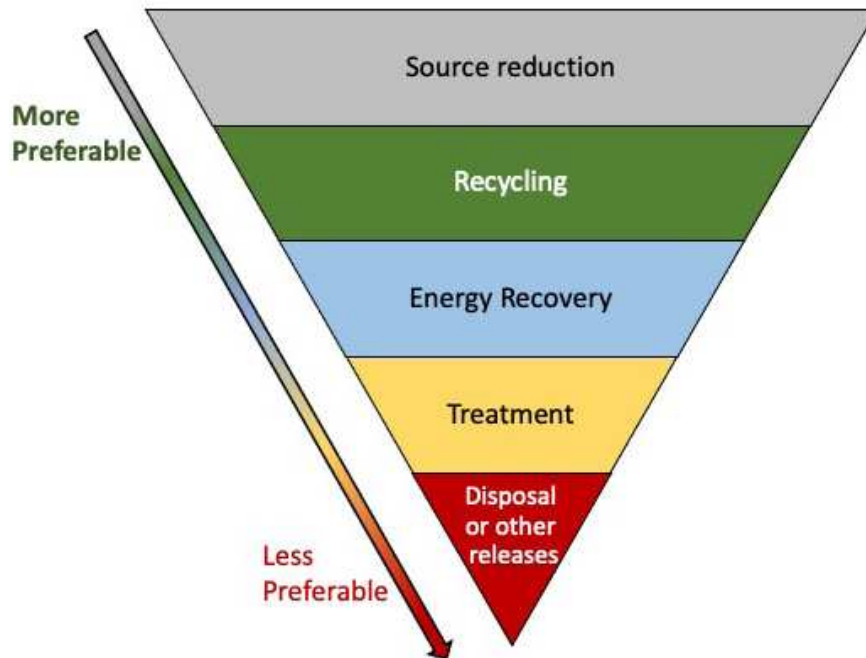 Source reduction
More
Preferable
Recycling
Energy Recovery
Treatment
Disposal
or other
releases
Less
Preferable